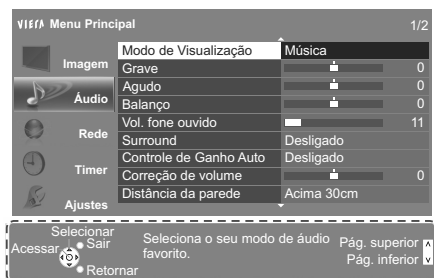 VIErA Menu Principal 1/2
Imagem
Áudio
Rede
Timer
Ajustes
Modo de Visualização Música
Grave 0
Agudo 0
Balanço 0
Vol. fone ouvido 11
Surround Desligado
Controle de Ganho Auto Desligado
Correção de volume 0
Distância da parede Acima 30cm
Selecionar
Acessar
Sair
Retornar
Seleciona o seu modo de áudio
favorito.
Pág. superior
Pág. inferior